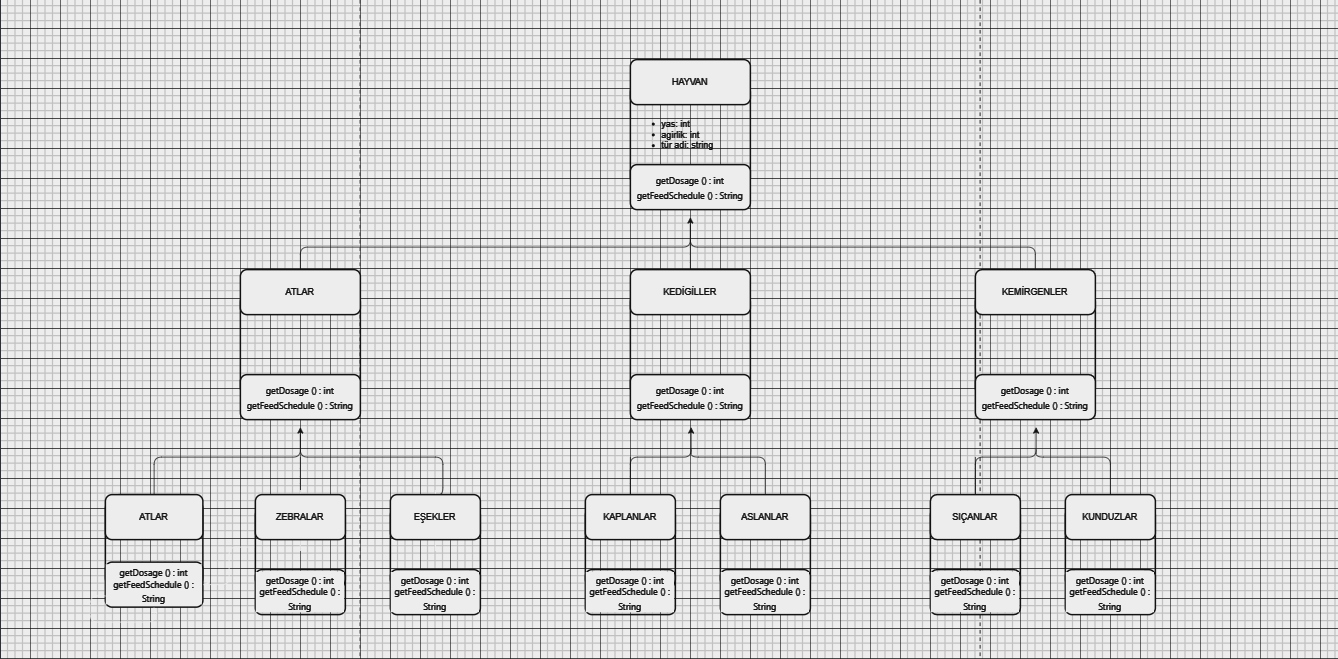 HAYVAN
• yas: int
• agirlik: int
• tür adi: string
getDosage () : int
getFeedSchedule () : String
ATLAR
getDosage () : int
getFeedSchedule () : String
KEDİGİLLER
getDosage () : int
getFeedSchedule () : String
KEMİRGENLER
getDosage () : int
getFeedSchedule () : String
ATLAR
getDosage () : int
getFeedSchedule () :
String
ZEBRALAR
getDosage () : int
getFeedSchedule () :
String
EŞEKLER
getDosage () : int
getFeedSchedule () :
String
KAPLANLAR
getDosage () : int
getFeedSchedule () :
String
ASLANLAR
getDosage () : int
getFeedSchedule () :
String
SIÇANLAR
getDosage () : int
getFeedSchedule () :
String
KUNDUZLAR
getDosage () : int
getFeedSchedule () :
String